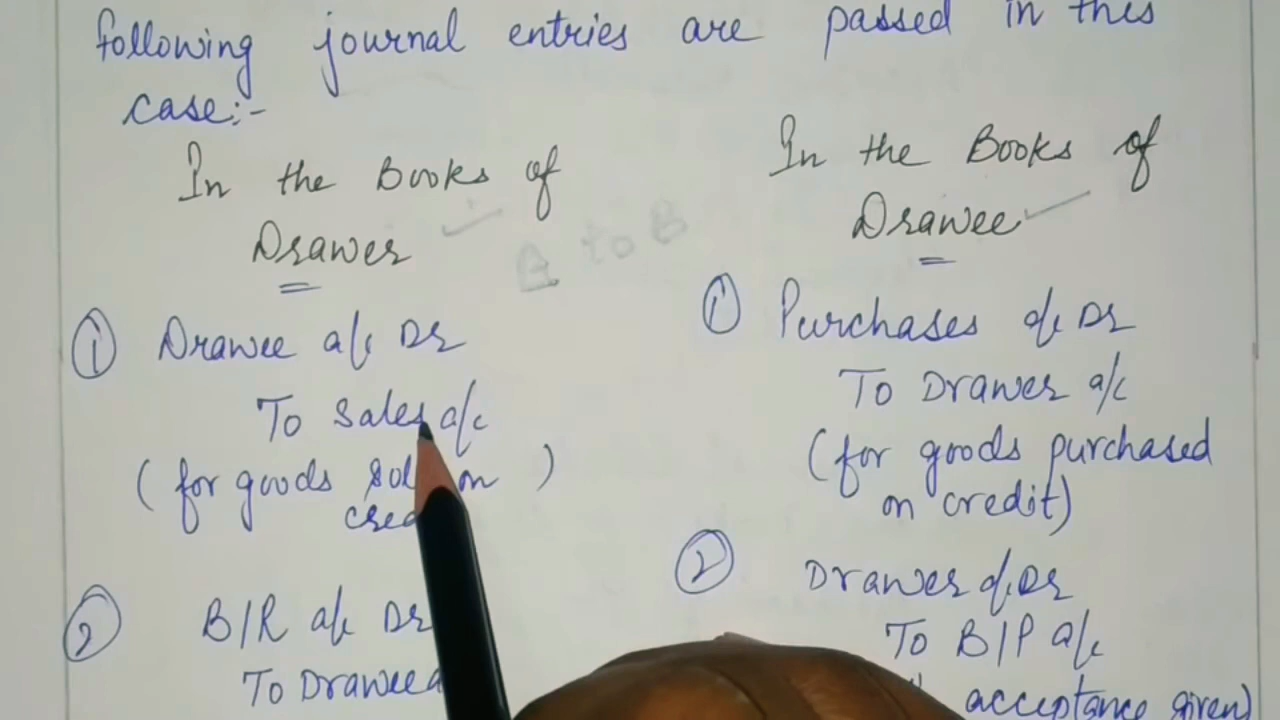 following journal entries are passed in this
case:-
In the Books of
Drawer
① Drawee a/c Dr
To Sales a/c
(for goods on )
② B/R a/c Dr
To Drawee
In the Books of
Drawee
① Purchases a/c Dr
To Drawer a/c
(for goods purchased
on credit)
② Drawer a/c Dr
To B/P a/c
acceptance given)
A to B